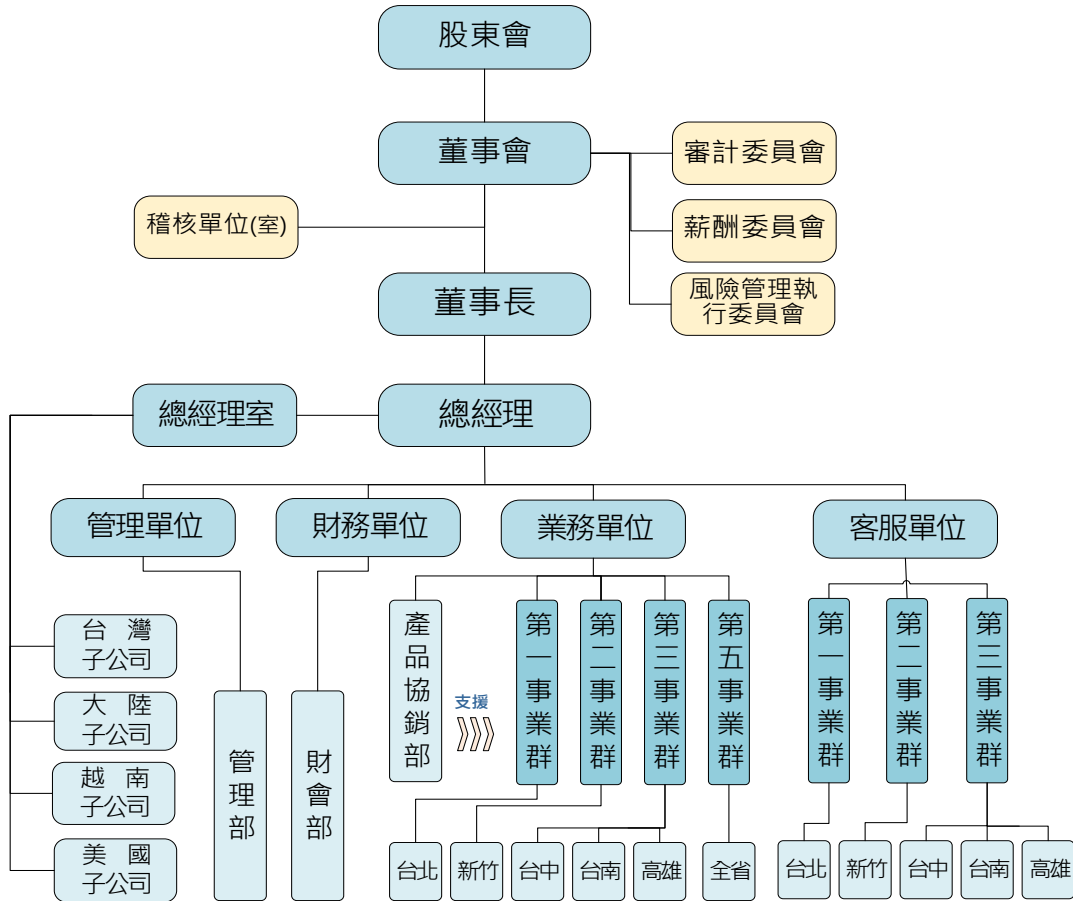 股東會
董事會
審計委員會
稽核單位(室)
薪酬委員會
董事長
風險管理執
行委員會
總經理室
總經理
管理單位
財務單位
業務單位
客服單位
台 灣
子公司
大 陸
子公司
越 南
子公司
美 國
子公司
管理部
財會部
產品協銷部
支援
第一事業群
第二事業群
第三事業群
第五事業群
第一事業群
第二事業群
第三事業群
台北
新竹
台中
台南
高雄
全省
台北
新竹
台中
台南
高雄